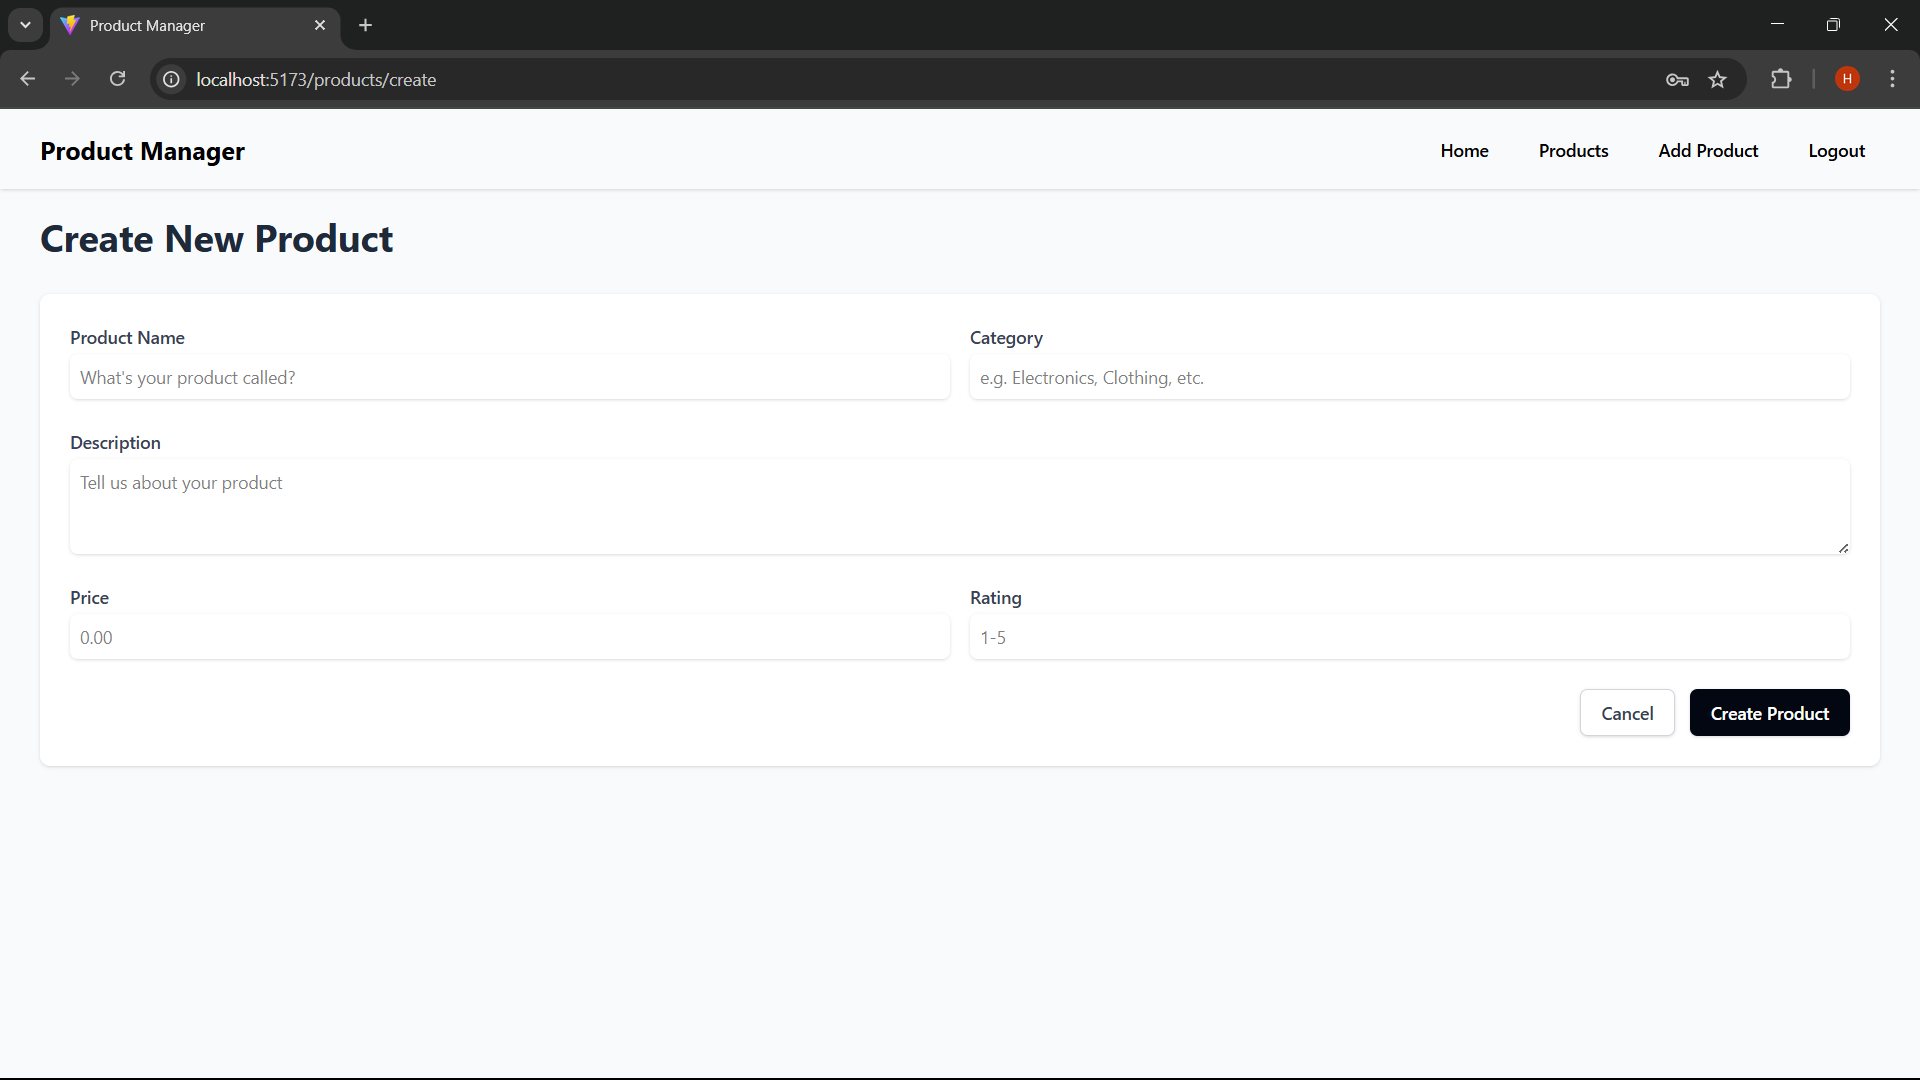 Product Manager
localhost:5173/products/create
H
Product Manager
Home
Products
Add Product
Logout
Create New Product
Product Name
Category
What's your product called?
e.g. Electronics, Clothing, etc.
Description
Tell us about your product
Price
Rating
0.00
1-5
Cancel
Create Product